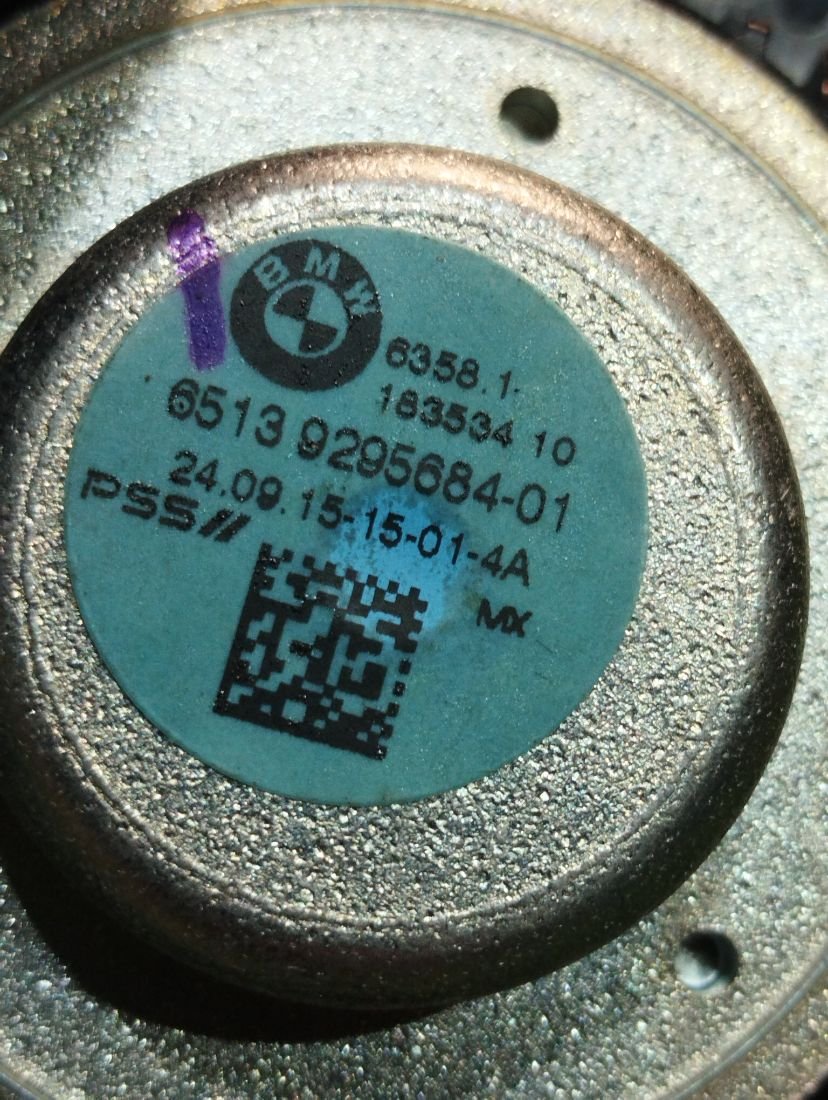 BMW
6358.1
183534 10
6513 9295684-01
24.09.15-15-01-4A
PSS//
MX